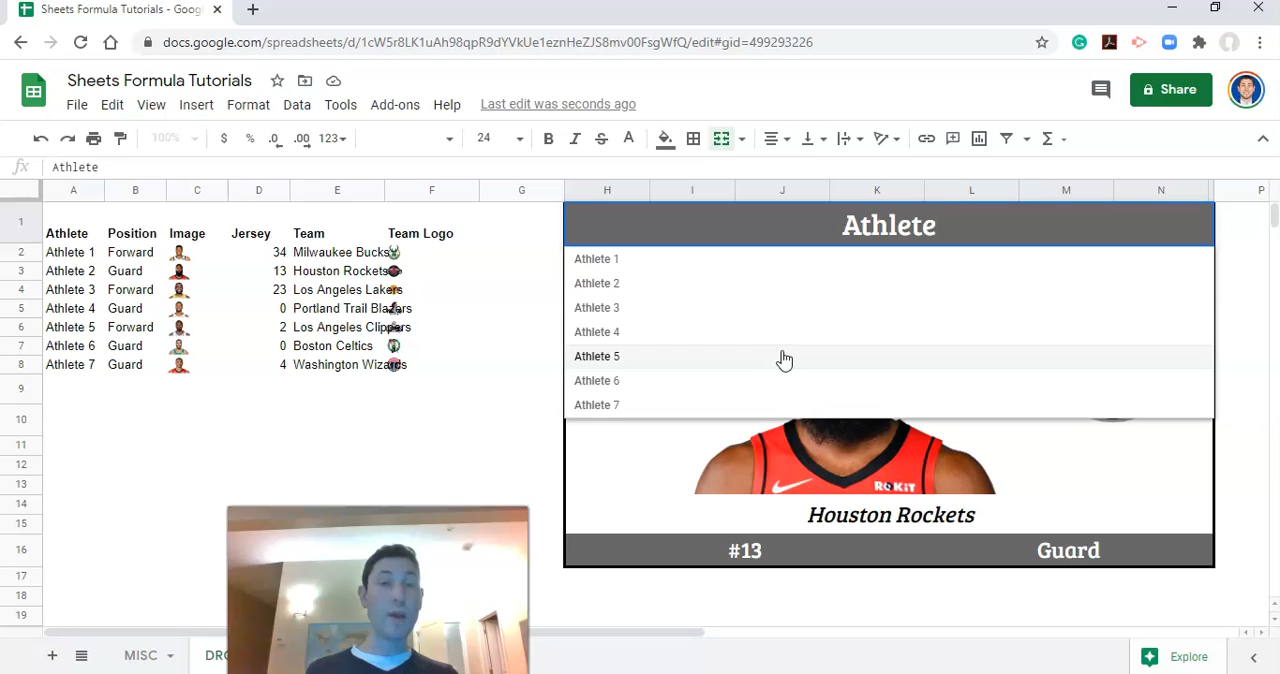 Sheets Formula Tutorials - Goog
docs.google.com/spreadsheets/d/1cW5r8LK1uAh98qpR9dYVkUe1eznHeZJS8mv00FsgWfQ/edit#gid=499293226
Sheets Formula Tutorials
File Edit View Insert Format Data Tools Add-ons Help Last edit was seconds ago
Share
100% $ % .0 .00 123 24 B I S A
fx Athlete
A B C D E F G H I J K L M N P
1 Athlete Position Image Jersey Team Team Logo
2 Athlete 1 Forward 34 Milwaukee Bucks
3 Athlete 2 Guard 13 Houston Rockets
4 Athlete 3 Forward 23 Los Angeles Lakers
5 Athlete 4 Guard 0 Portland Trail Blazers
6 Athlete 5 Forward 2 Los Angeles Clippers
7 Athlete 6 Guard 0 Boston Celtics
8 Athlete 7 Guard 4 Washington Wizards
9
10
11
12
13
14
15
16
17
18
19
Athlete
Athlete 1
Athlete 2
Athlete 3
Athlete 4
Athlete 5
Athlete 6
Athlete 7
ROKiT
Houston Rockets
#13 Guard
MISC DRO
Explore